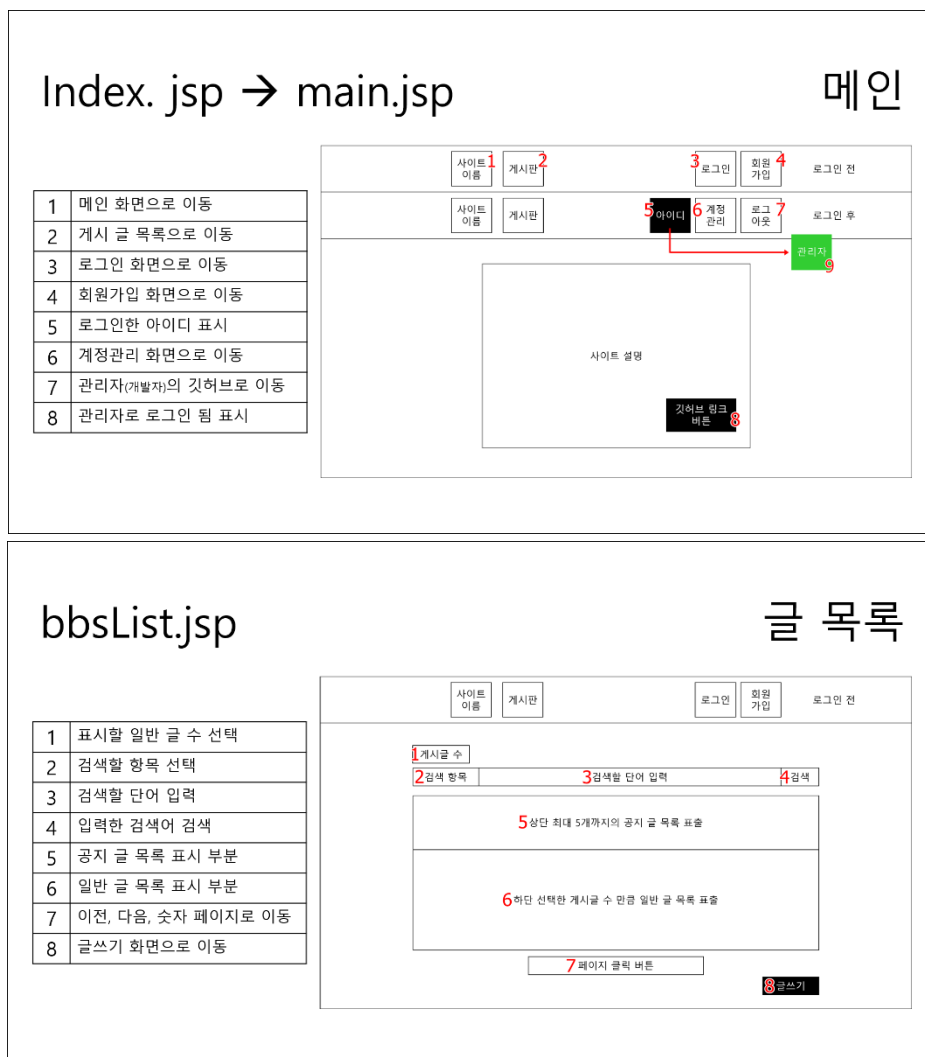 Index. jsp → main.jsp
메인
1 메인 화면으로 이동
2 게시 글 목록으로 이동
3 로그인 화면으로 이동
4 회원가입 화면으로 이동
5 로그인한 아이디 표시
6 계정관리 화면으로 이동
7 관리자(개발자)의 깃허브로 이동
8 관리자로 로그인 됨 표시
사이트 1
이름
게시판 2
3 로그인
회원 4
가입
로그인 전
사이트
이름
게시판
5 아이디
6 계정
관리
로그 7
아웃
로그인 후
관리자
9
사이트 설명
깃허브 링크
버튼 8
bbsList.jsp
글 목록
1 표시할 일반 글 수 선택
2 검색할 항목 선택
3 검색할 단어 입력
4 입력한 검색어 검색
5 공지 글 목록 표시 부분
6 일반 글 목록 표시 부분
7 이전, 다음, 숫자 페이지로 이동
8 글쓰기 화면으로 이동
사이트
이름
게시판
로그인
회원
가입
로그인 전
1 게시글 수
2 검색 항목
3 검색할 단어 입력
4 검색
5 상단 최대 5개까지의 공지 글 목록 표출
6 하단 선택한 게시글 수 만큼 일반 글 목록 표출
7 페이지 클릭 버튼
8 글쓰기